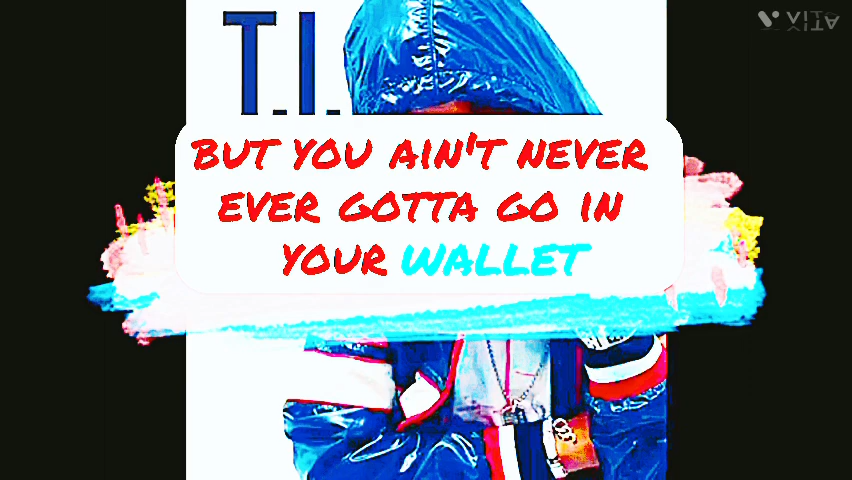 T.I.
VITA
BUT YOU AIN'T NEVER
EVER GOTTA GO IN
YOUR WALLET